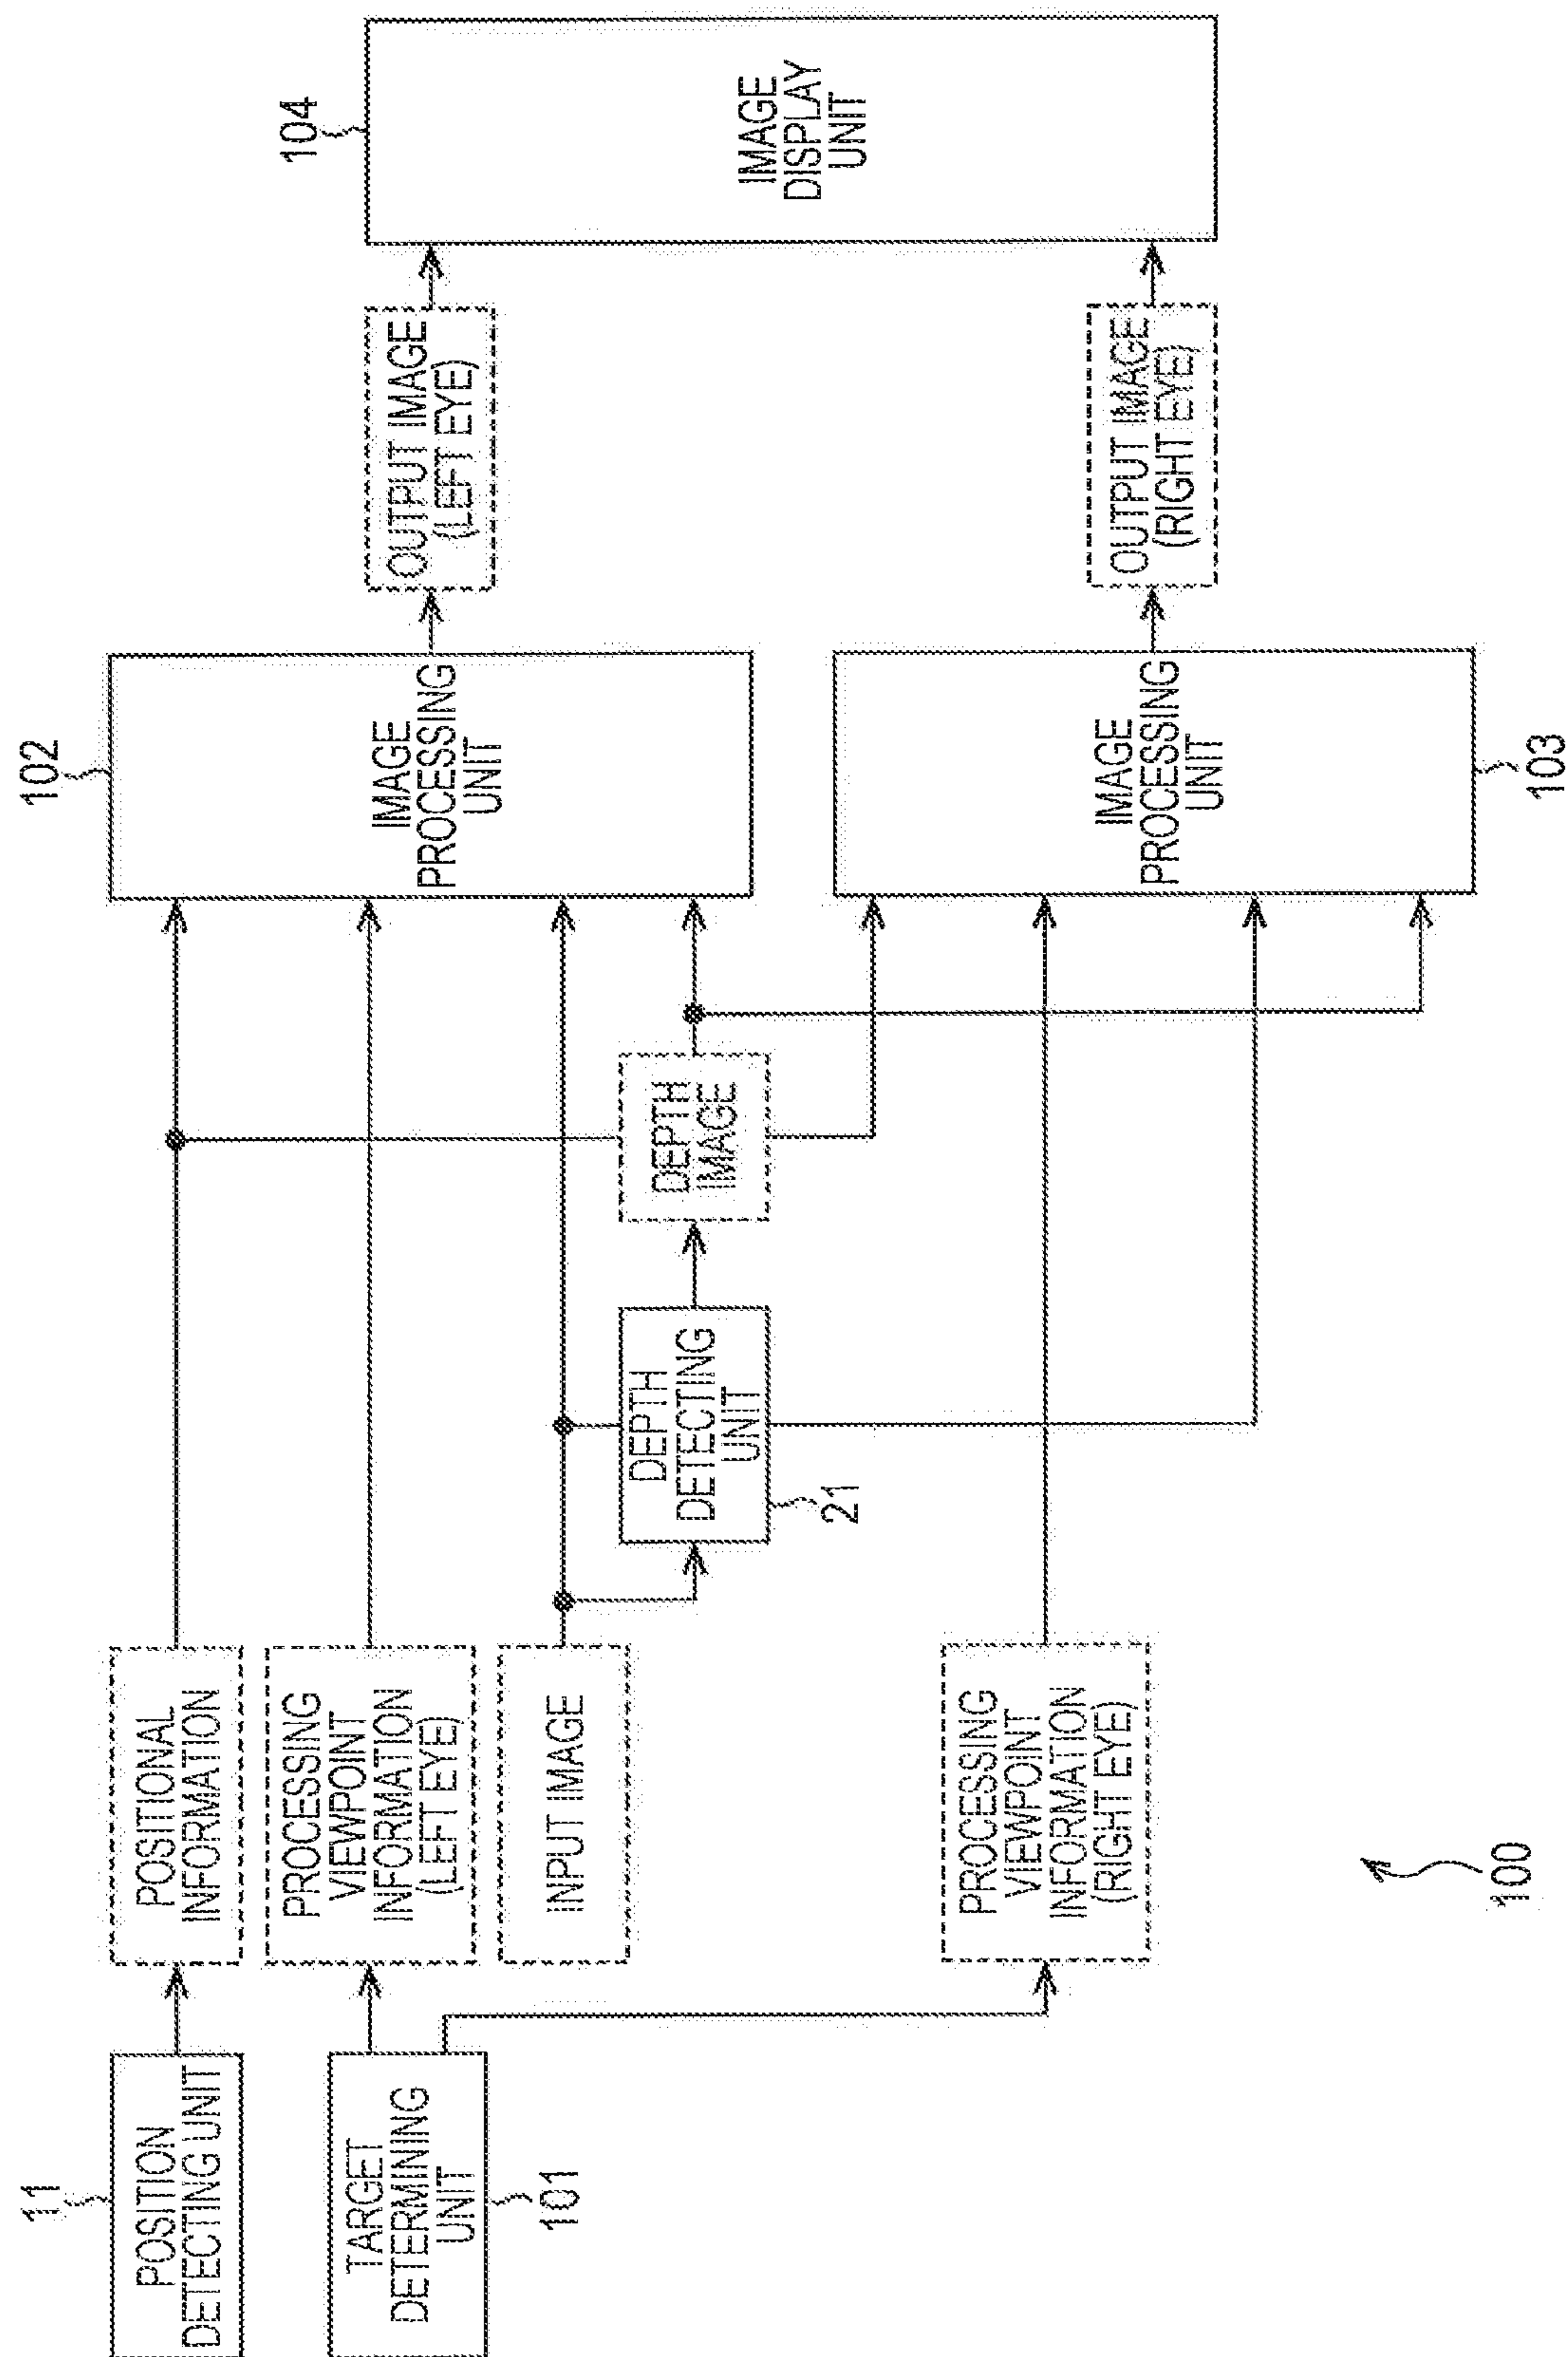 11
POSITION
DETECTING UNIT
TARGET
DETERMINING
UNIT
101
POSITIONAL
INFORMATION
PROCESSING
VIEWPOINT
INFORMATION
(LEFT EYE)
INPUT IMAGE
PROCESSING
VIEWPOINT
INFORMATION
(RIGHT EYE)
DEPTH
DETECTING
UNIT
21
DEPTH
IMAGE
102
IMAGE
PROCESSING
UNIT
IMAGE
PROCESSING
UNIT
103
OUTPUT IMAGE
(LEFT EYE)
OUTPUT IMAGE
(RIGHT EYE)
104
IMAGE
DISPLAY
UNIT
100